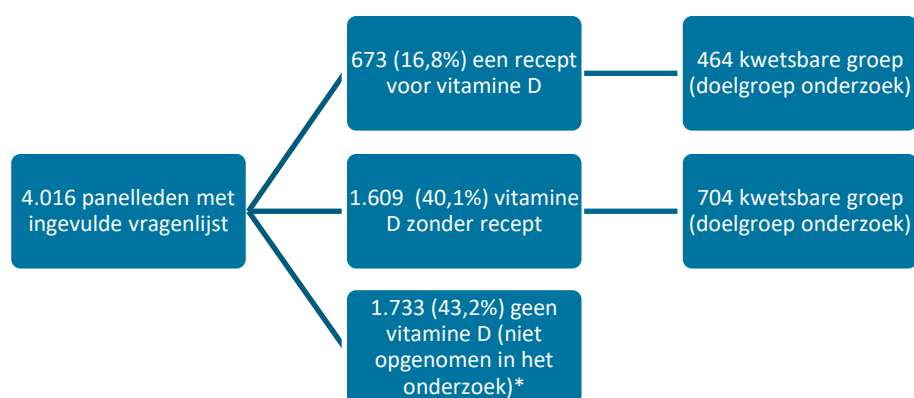 673 (16,8%) een recept
voor vitamine D
464 kwetsbare groep
(doelgroep onderzoek)
4.016 panelleden met
ingevulde vragenlijst
1.609 (40,1%) vitamine
D zonder recept
704 kwetsbare groep
(doelgroep onderzoek)
1.733 (43,2%) geen
vitamine D (niet
opgenomen in het
onderzoek)*